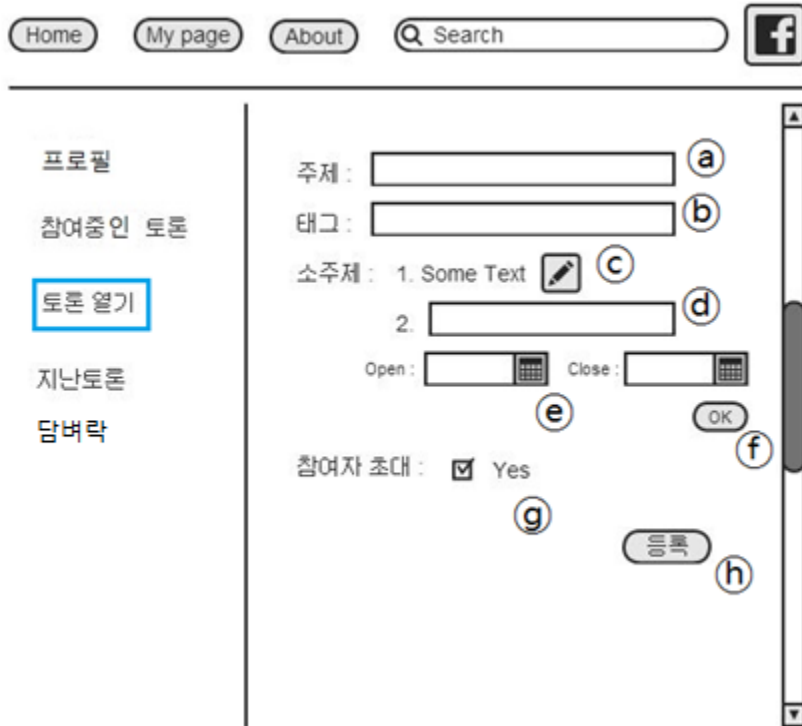 Home My page About Search f
프로필
참여중인 토론
토론 열기
지난토론
담벼락
주제 : ⓐ
태그 : ⓑ
소주제 : 1. Some Text ⓒ
2. ⓓ
Open : Close :
ⓔ OK
ⓕ
참여자 초대 : Yes
ⓖ
등록
ⓗ